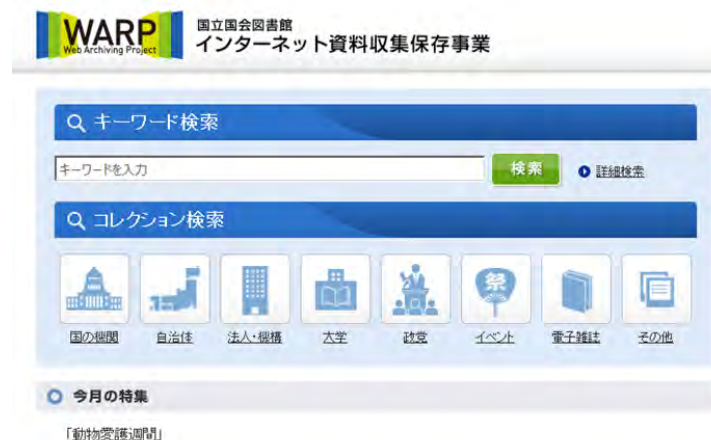 WARP
Web Archiving Project
国立国会図書館
インターネット資料収集保存事業
キーワード検索
キーワードを入力
検索
詳細検索
コレクション検索
祭
国の機関 自治体 法人・機構 大学 政党 イベント 電子雑誌 その他
今月の特集
「動物愛護週間」